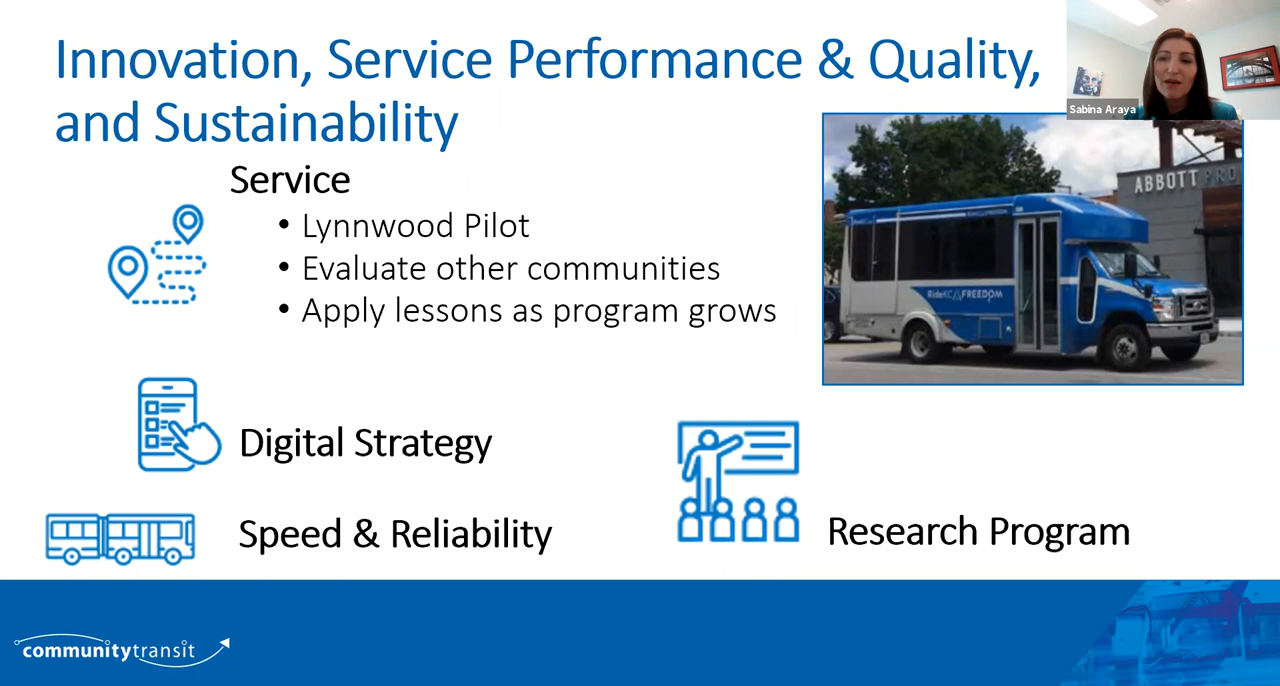 Innovation, Service Performance & Quality,
and Sustainability
Sabina Araya
Service
• Lynnwood Pilot
• Evaluate other communities
• Apply lessons as program grows
ABBOTT PRO
RideKC FREEDOM
Digital Strategy
Speed & Reliability
Research Program
communitytransit